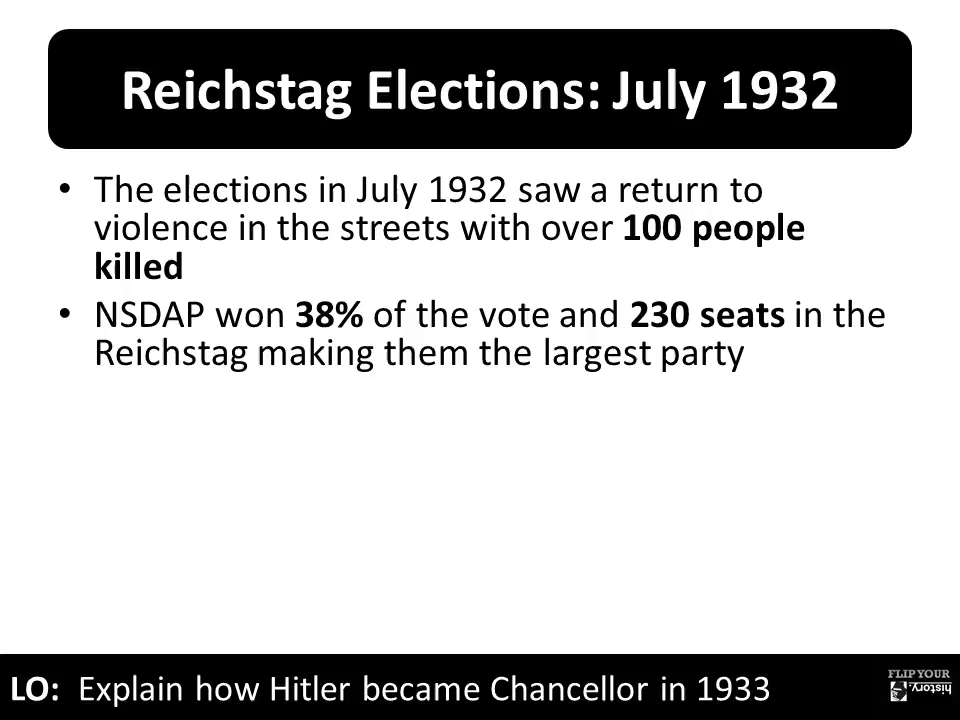 Reichstag Elections: July 1932
• The elections in July 1932 saw a return to
violence in the streets with over 100 people
killed
• NSDAP won 38% of the vote and 230 seats in the
Reichstag making them the largest party
LO: Explain how Hitler became Chancellor in 1933
FLIP YOUR
history.